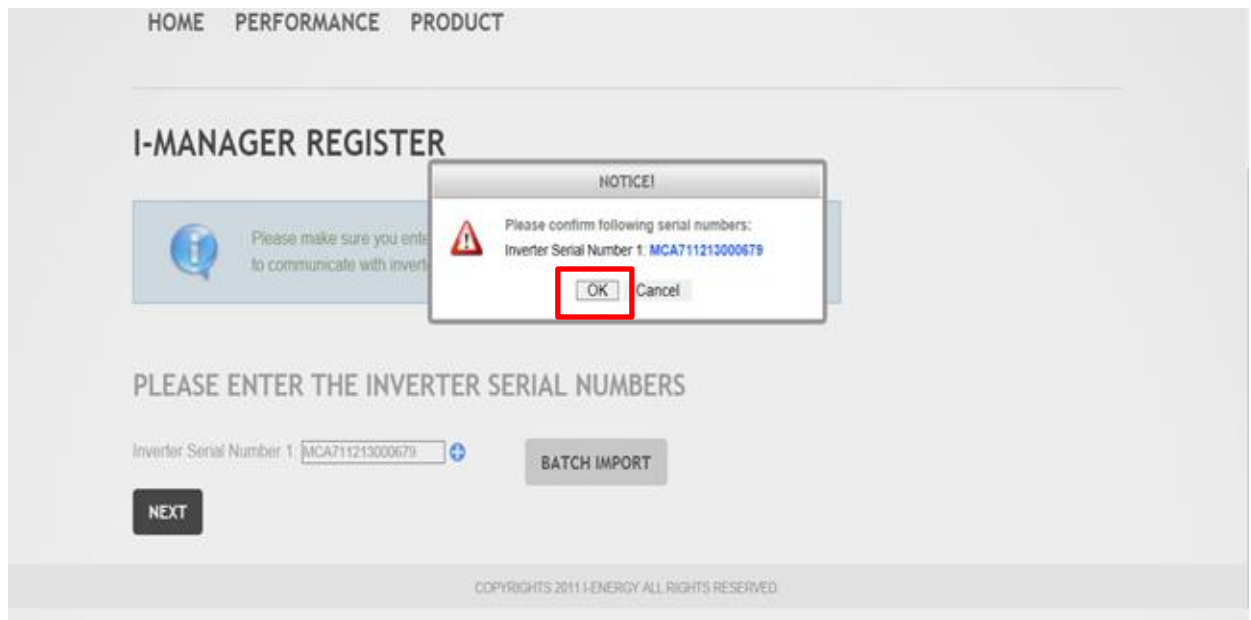 HOME PERFORMANCE PRODUCT
I-MANAGER REGISTER
NOTICE!
Please confirm following serial numbers:
Inverter Serial Number 1: MCA711213000679
OK Cancel
Please make sure you ente
to communicate with invert
PLEASE ENTER THE INVERTER SERIAL NUMBERS
Inverter Serial Number 1 MCA711213000679
BATCH IMPORT
NEXT
COPYRIGHTS 2011 I-ENERGY ALL RIGHTS RESERVED.